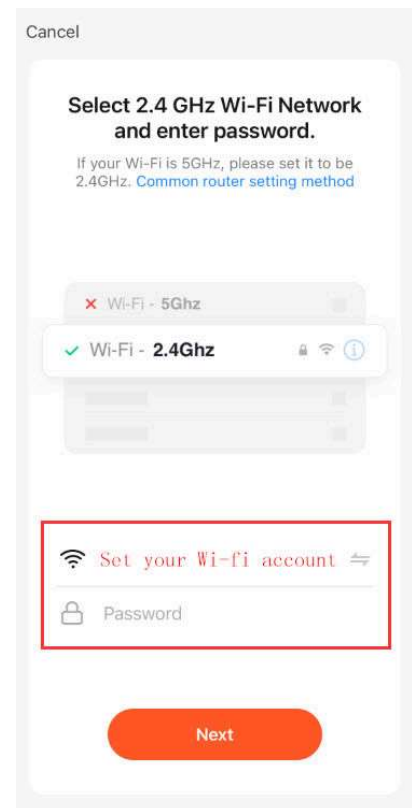 Cancel
Select 2.4 GHz Wi-Fi Network
and enter password.
If your Wi-Fi is 5GHz, please set it to be
2.4GHz. Common router setting method
Wi-Fi - 5Ghz
Wi-Fi - 2.4Ghz
Set your Wi-fi account
Password
Next